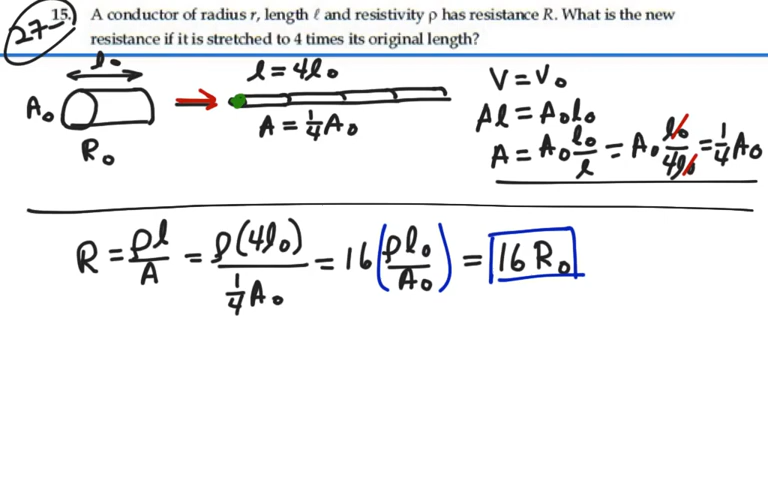 27- 15. A conductor of radius r, length ℓ and resistivity ρ has resistance R. What is the new
resistance if it is stretched to 4 times its original length?
l₀
A₀
R₀
l = 4l₀
A = ¼A₀
V = V₀
Al = A₀l₀
A = A₀ l₀/l = A₀ l₀/4l₀ = ¼A₀
R = ρl/A = ρ(4l₀)/¼A₀ = 16(ρl₀/A₀) = 16 R₀